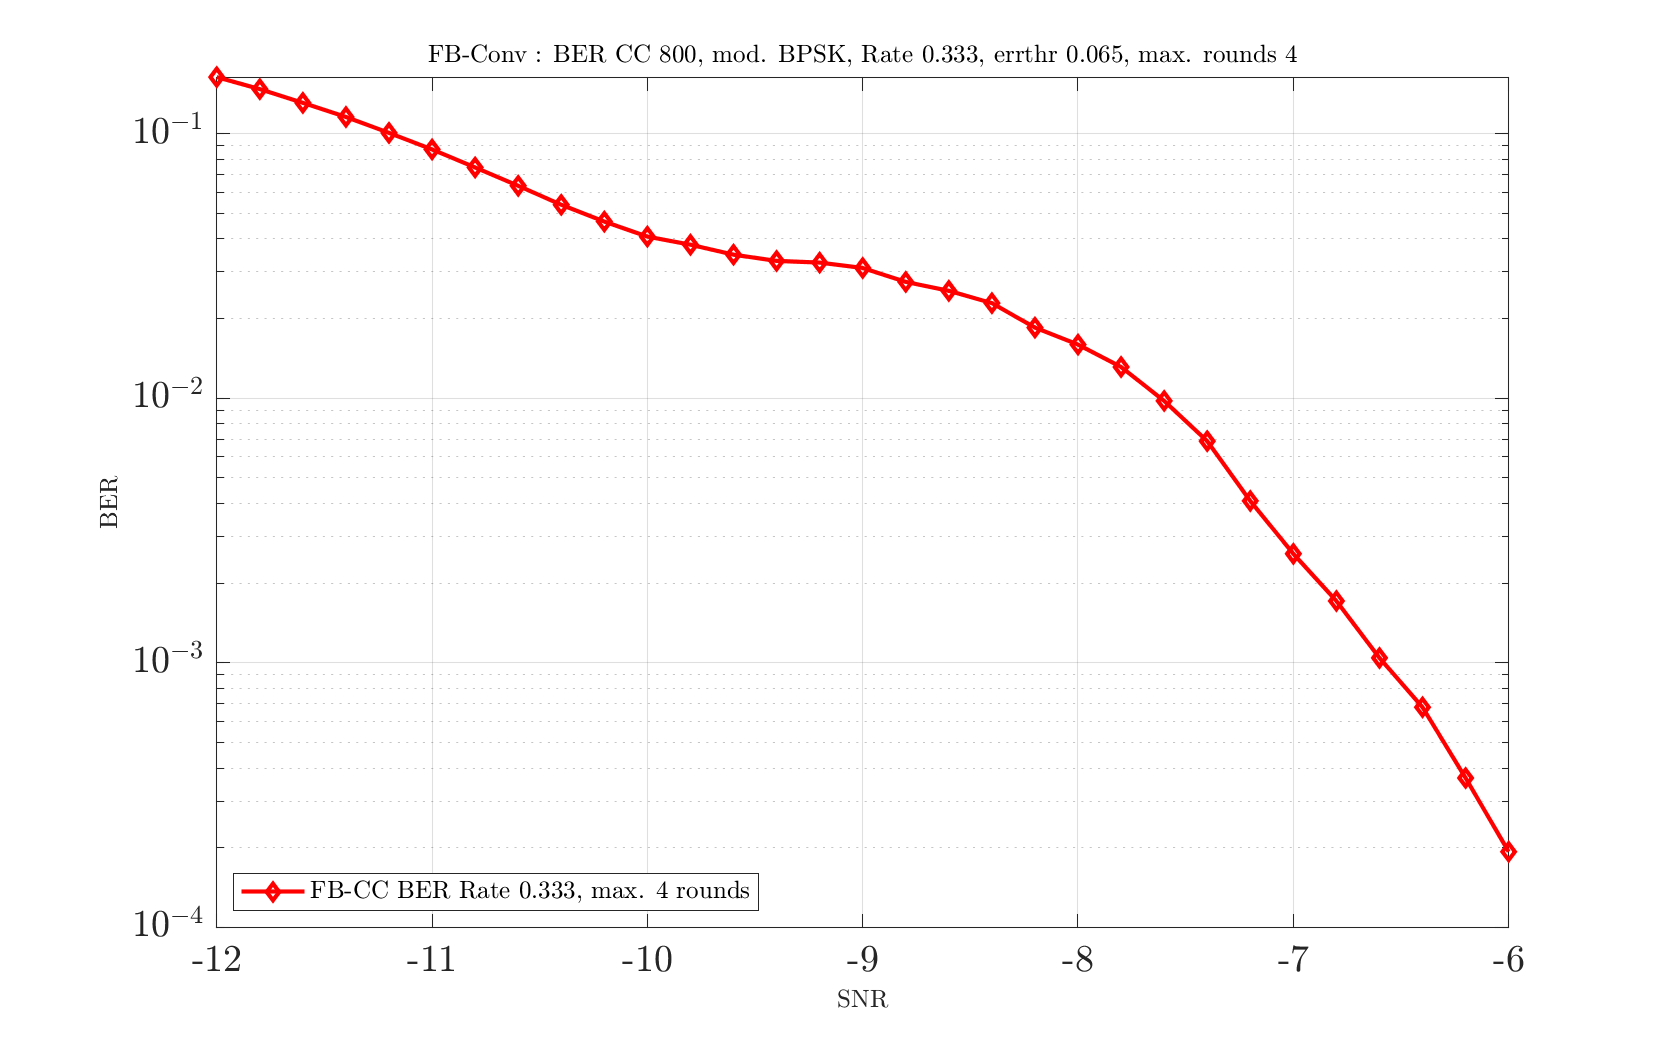 FB-Conv : BER CC 800, mod. BPSK, Rate 0.333, errthr 0.065, max. rounds 4
10^{-1}
10^{-2}
10^{-3}
10^{-4}
BER
FB-CC BER Rate 0.333, max. 4 rounds
-12 -11 -10 -9 -8 -7 -6
SNR